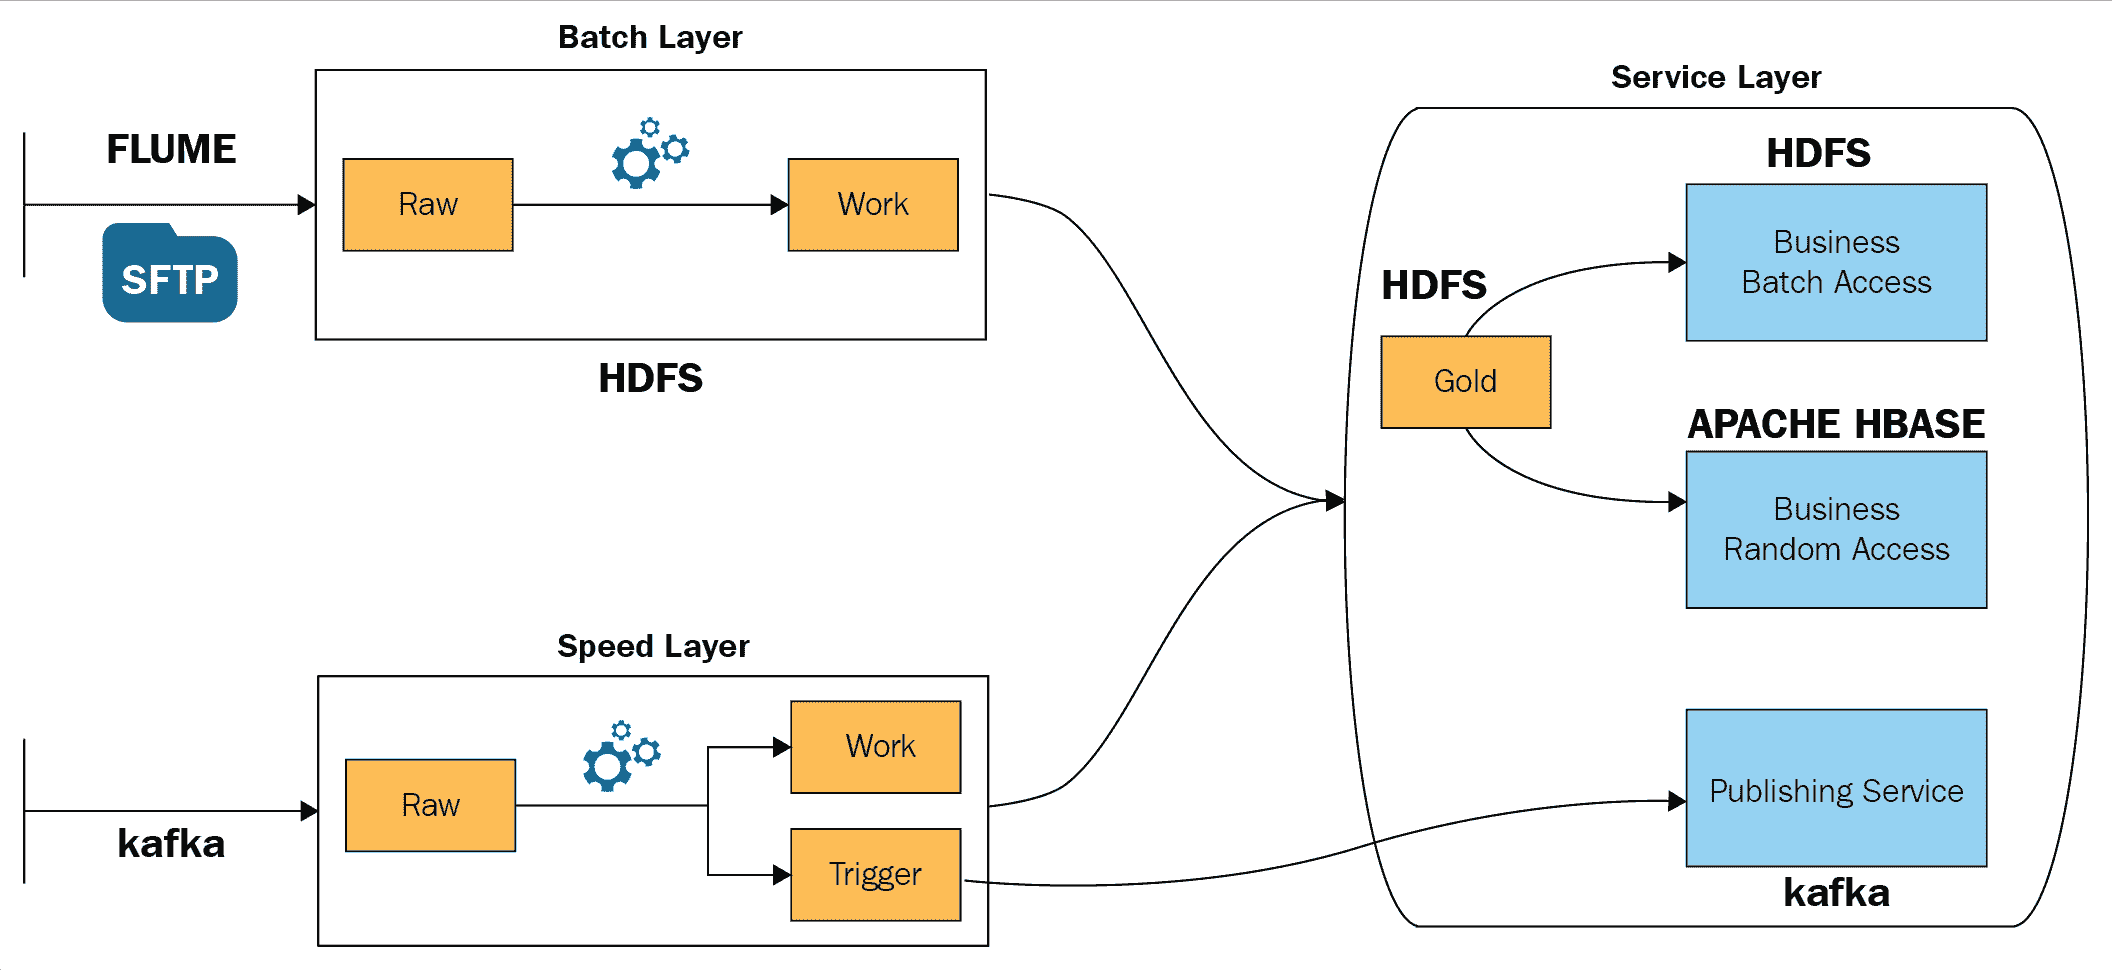 Batch Layer
FLUME
SFTP
Raw
Work
HDFS
Speed Layer
kafka
Raw
Work
Trigger
Service Layer
HDFS
Business
Batch Access
HDFS
Gold
APACHE HBASE
Business
Random Access
Publishing Service
kafka